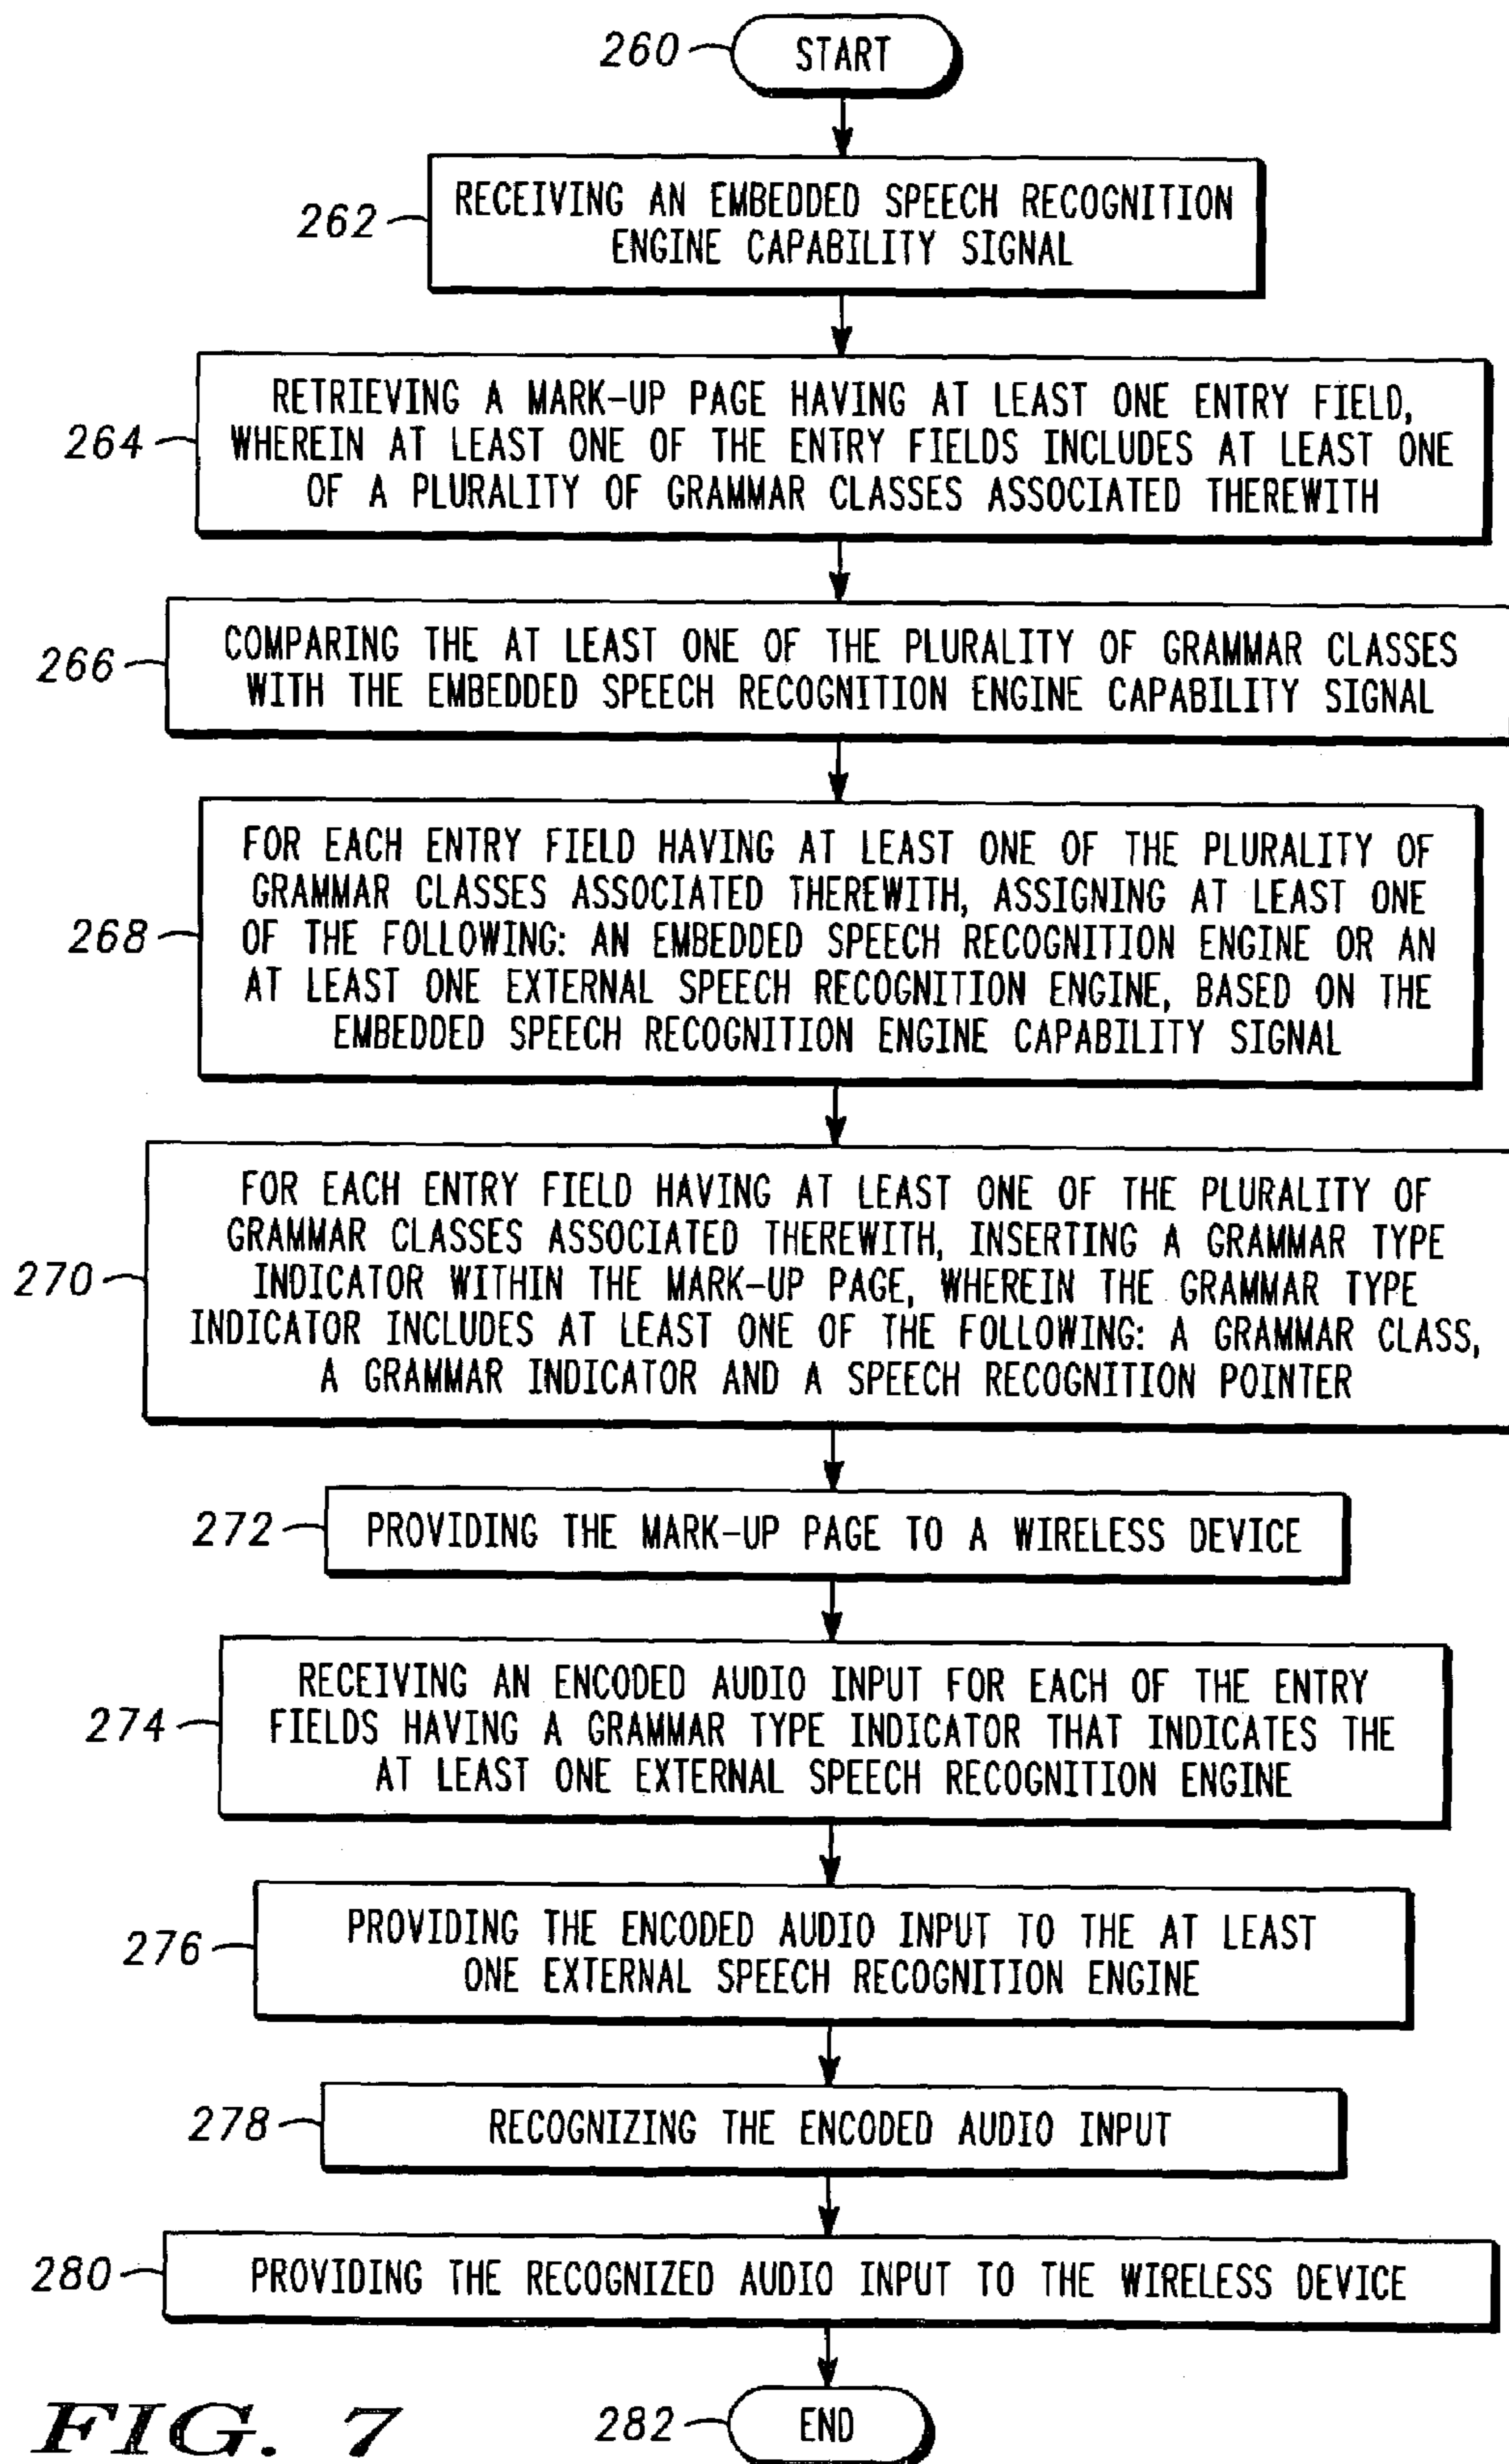 260
START
262
RECEIVING AN EMBEDDED SPEECH RECOGNITION
ENGINE CAPABILITY SIGNAL
264
RETRIEVING A MARK-UP PAGE HAVING AT LEAST ONE ENTRY FIELD,
WHEREIN AT LEAST ONE OF THE ENTRY FIELDS INCLUDES AT LEAST ONE
OF A PLURALITY OF GRAMMAR CLASSES ASSOCIATED THEREWITH
266
COMPARING THE AT LEAST ONE OF THE PLURALITY OF GRAMMAR CLASSES
WITH THE EMBEDDED SPEECH RECOGNITION ENGINE CAPABILITY SIGNAL
268
FOR EACH ENTRY FIELD HAVING AT LEAST ONE OF THE PLURALITY OF
GRAMMAR CLASSES ASSOCIATED THEREWITH, ASSIGNING AT LEAST ONE
OF THE FOLLOWING: AN EMBEDDED SPEECH RECOGNITION ENGINE OR AN
AT LEAST ONE EXTERNAL SPEECH RECOGNITION ENGINE, BASED ON THE
EMBEDDED SPEECH RECOGNITION ENGINE CAPABILITY SIGNAL
270
FOR EACH ENTRY FIELD HAVING AT LEAST ONE OF THE PLURALITY OF
GRAMMAR CLASSES ASSOCIATED THEREWITH, INSERTING A GRAMMAR TYPE
INDICATOR WITHIN THE MARK-UP PAGE, WHEREIN THE GRAMMAR TYPE
INDICATOR INCLUDES AT LEAST ONE OF THE FOLLOWING: A GRAMMAR CLASS,
A GRAMMAR INDICATOR AND A SPEECH RECOGNITION POINTER
272
PROVIDING THE MARK-UP PAGE TO A WIRELESS DEVICE
274
RECEIVING AN ENCODED AUDIO INPUT FOR EACH OF THE ENTRY
FIELDS HAVING A GRAMMAR TYPE INDICATOR THAT INDICATES THE
AT LEAST ONE EXTERNAL SPEECH RECOGNITION ENGINE
276
PROVIDING THE ENCODED AUDIO INPUT TO THE AT LEAST
ONE EXTERNAL SPEECH RECOGNITION ENGINE
278
RECOGNIZING THE ENCODED AUDIO INPUT
280
PROVIDING THE RECOGNIZED AUDIO INPUT TO THE WIRELESS DEVICE
282
END
FIG. 7